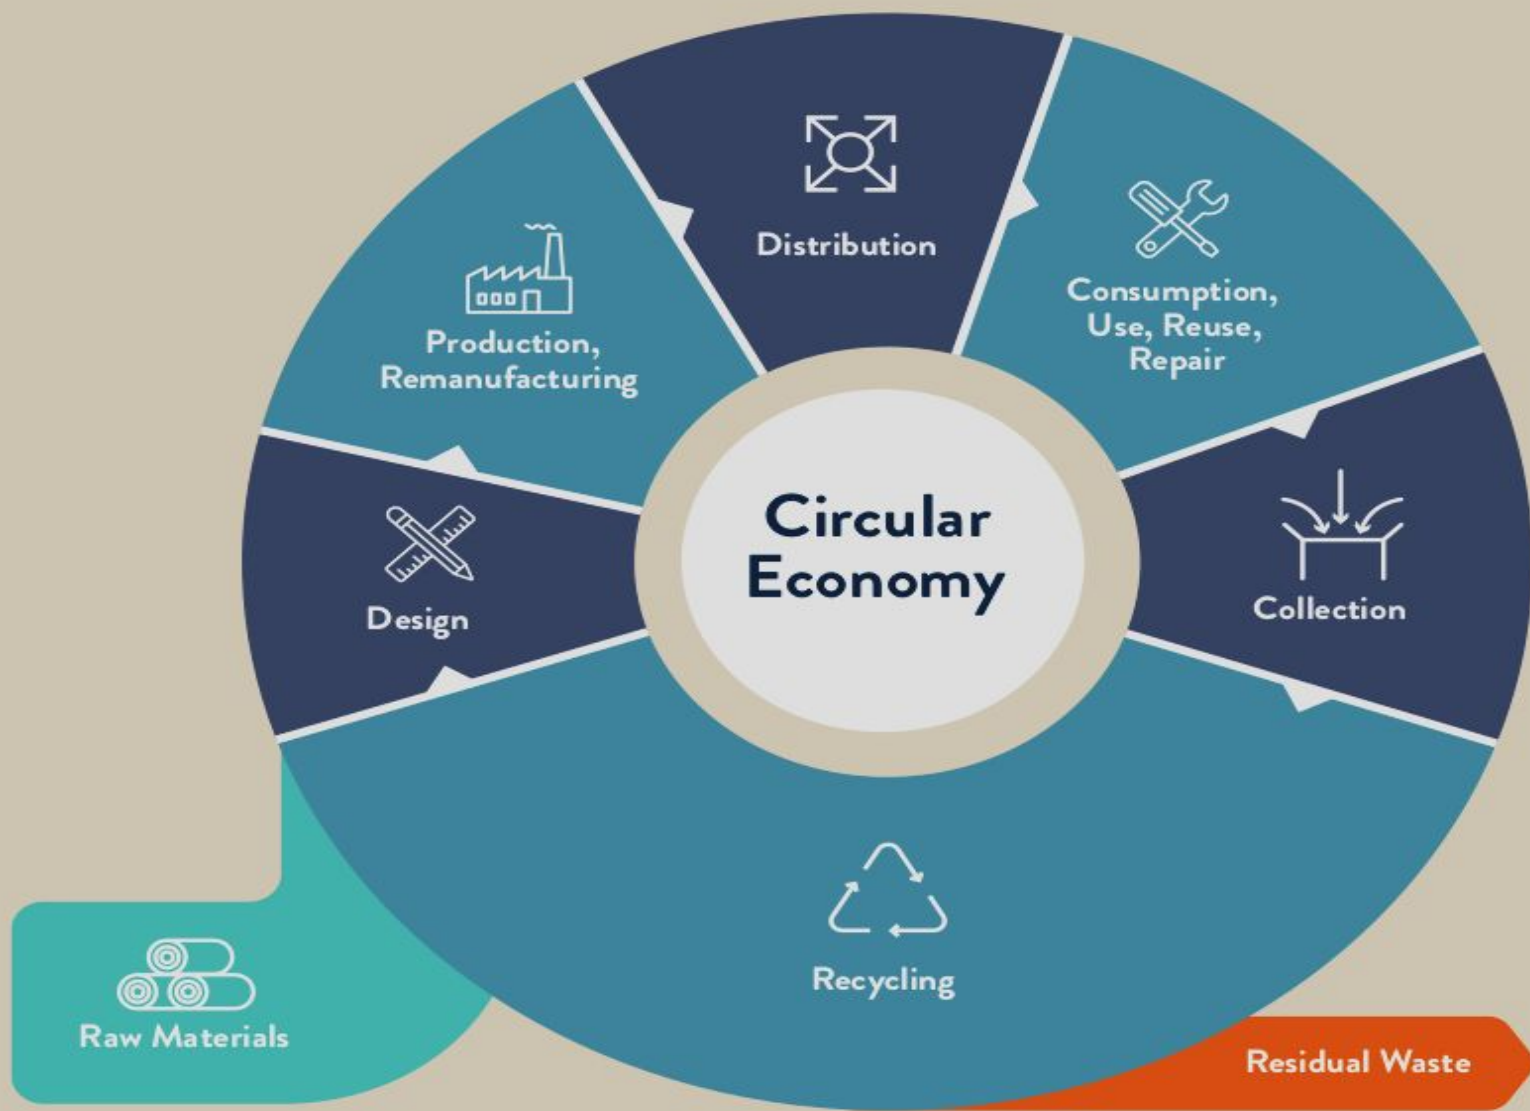 Distribution
Consumption,
Use, Reuse,
Repair
Production,
Remanufacturing
Circular
Economy
Design
Collection
Recycling
Raw Materials
Residual Waste